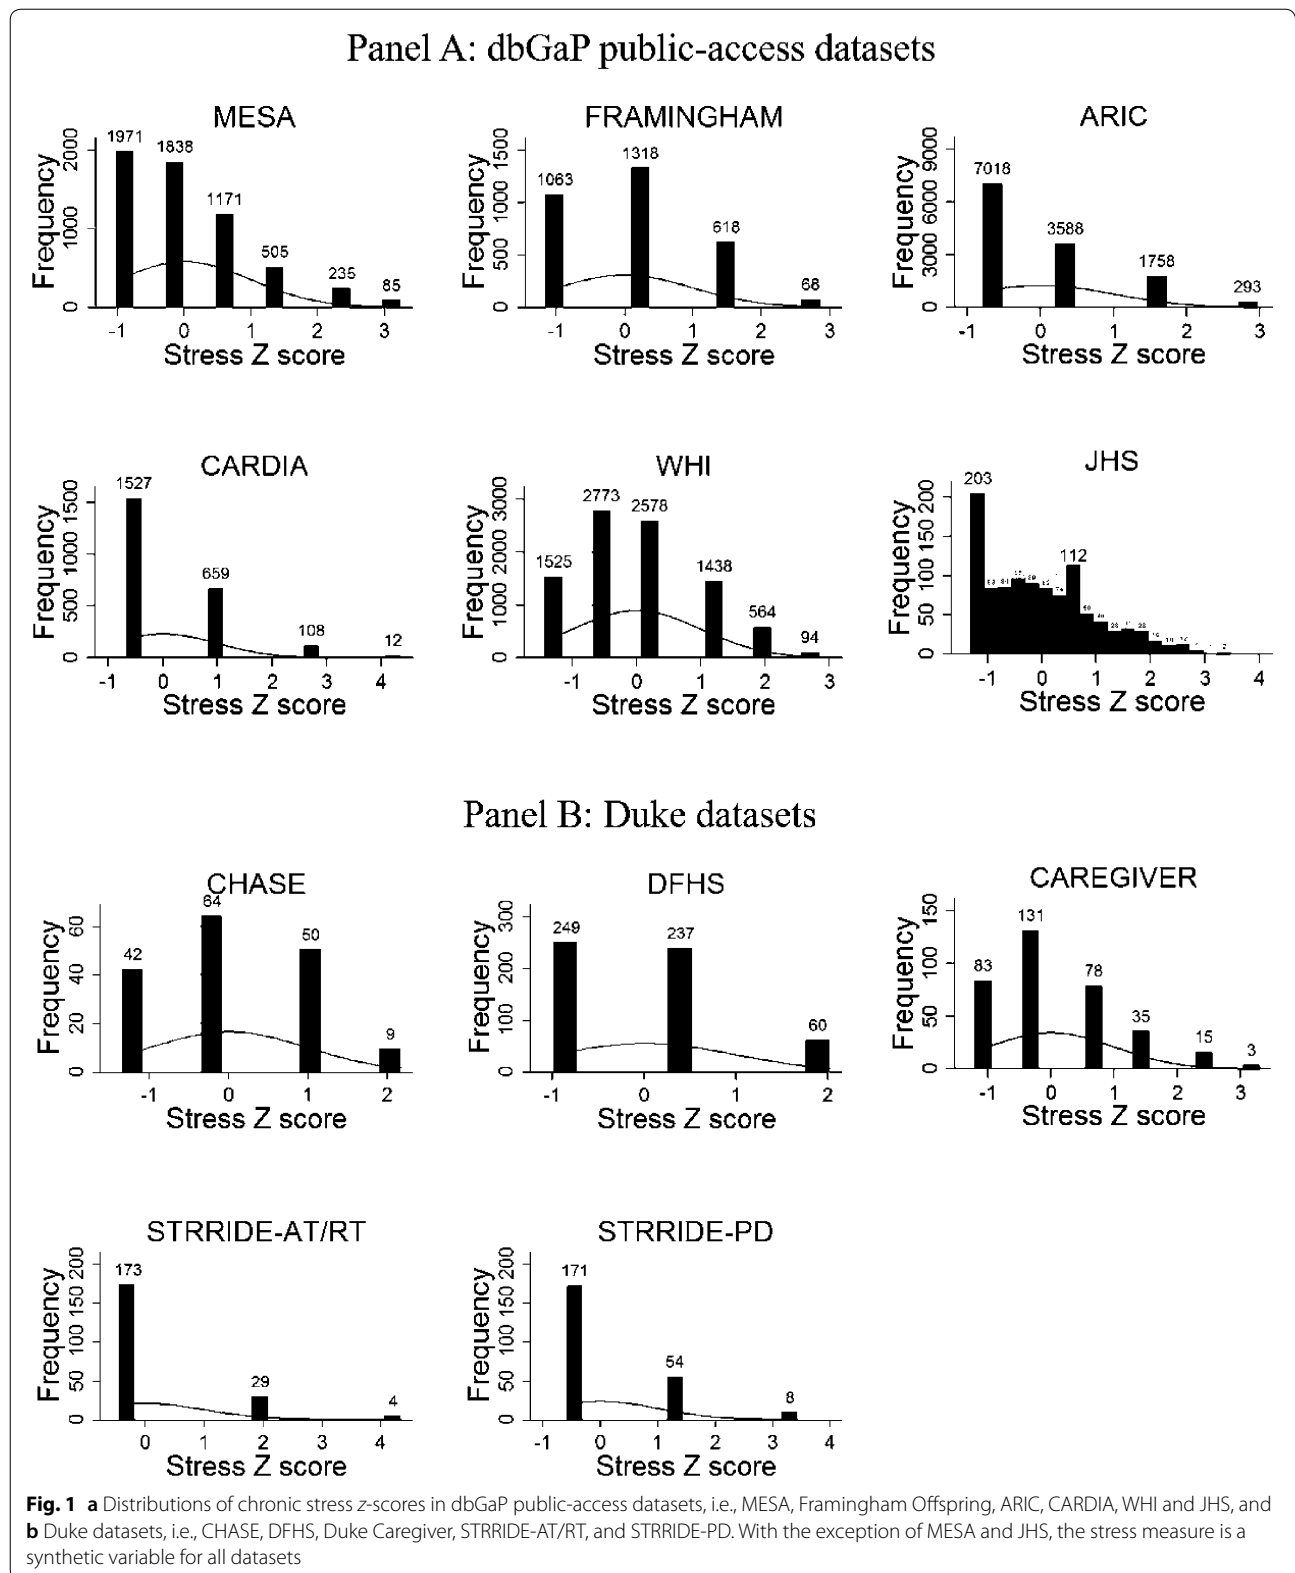 Panel A: dbGaP public-access datasets
MESA
Frequency
0 1000 2000
1971 1838 1171 505 235 85
-1 0 1 2 3
Stress Z score
FRAMINGHAM
Frequency
0 500 1000 1500
1063 1318 618 68
-1 0 1 2 3
Stress Z score
ARIC
Frequency
0 3000 6000 9000
7018 3588 1758 293
-1 0 1 2 3
Stress Z score
CARDIA
Frequency
0 500 1000 1500
1527 659 108 12
-1 0 1 2 3 4
Stress Z score
WHI
Frequency
0 1000 2000 3000
1525 2773 2578 1438 564 94
-1 0 1 2 3
Stress Z score
JHS
Frequency
0 50 100 150 200
203 112
-1 0 1 2 3 4
Stress Z score
Panel B: Duke datasets
CHASE
Frequency
0 20 40 60
42 64 50 9
-1 0 1 2
Stress Z score
DFHS
Frequency
0 100 200 300
249 237 60
-1 0 1 2
Stress Z score
CAREGIVER
Frequency
0 50 100 150
83 131 78 35 15 3
-1 0 1 2 3
Stress Z score
STRRIDE-AT/RT
Frequency
0 50 100 150 200
173 29 4
0 1 2 3 4
Stress Z score
STRRIDE-PD
Frequency
0 50 100 150 200
171 54 8
-1 0 1 2 3 4
Stress Z score
Fig. 1 a Distributions of chronic stress z-scores in dbGaP public-access datasets, i.e., MESA, Framingham Offspring, ARIC, CARDIA, WHI and JHS, and
b Duke datasets, i.e., CHASE, DFHS, Duke Caregiver, STRRIDE-AT/RT, and STRRIDE-PD. With the exception of MESA and JHS, the stress measure is a
synthetic variable for all datasets